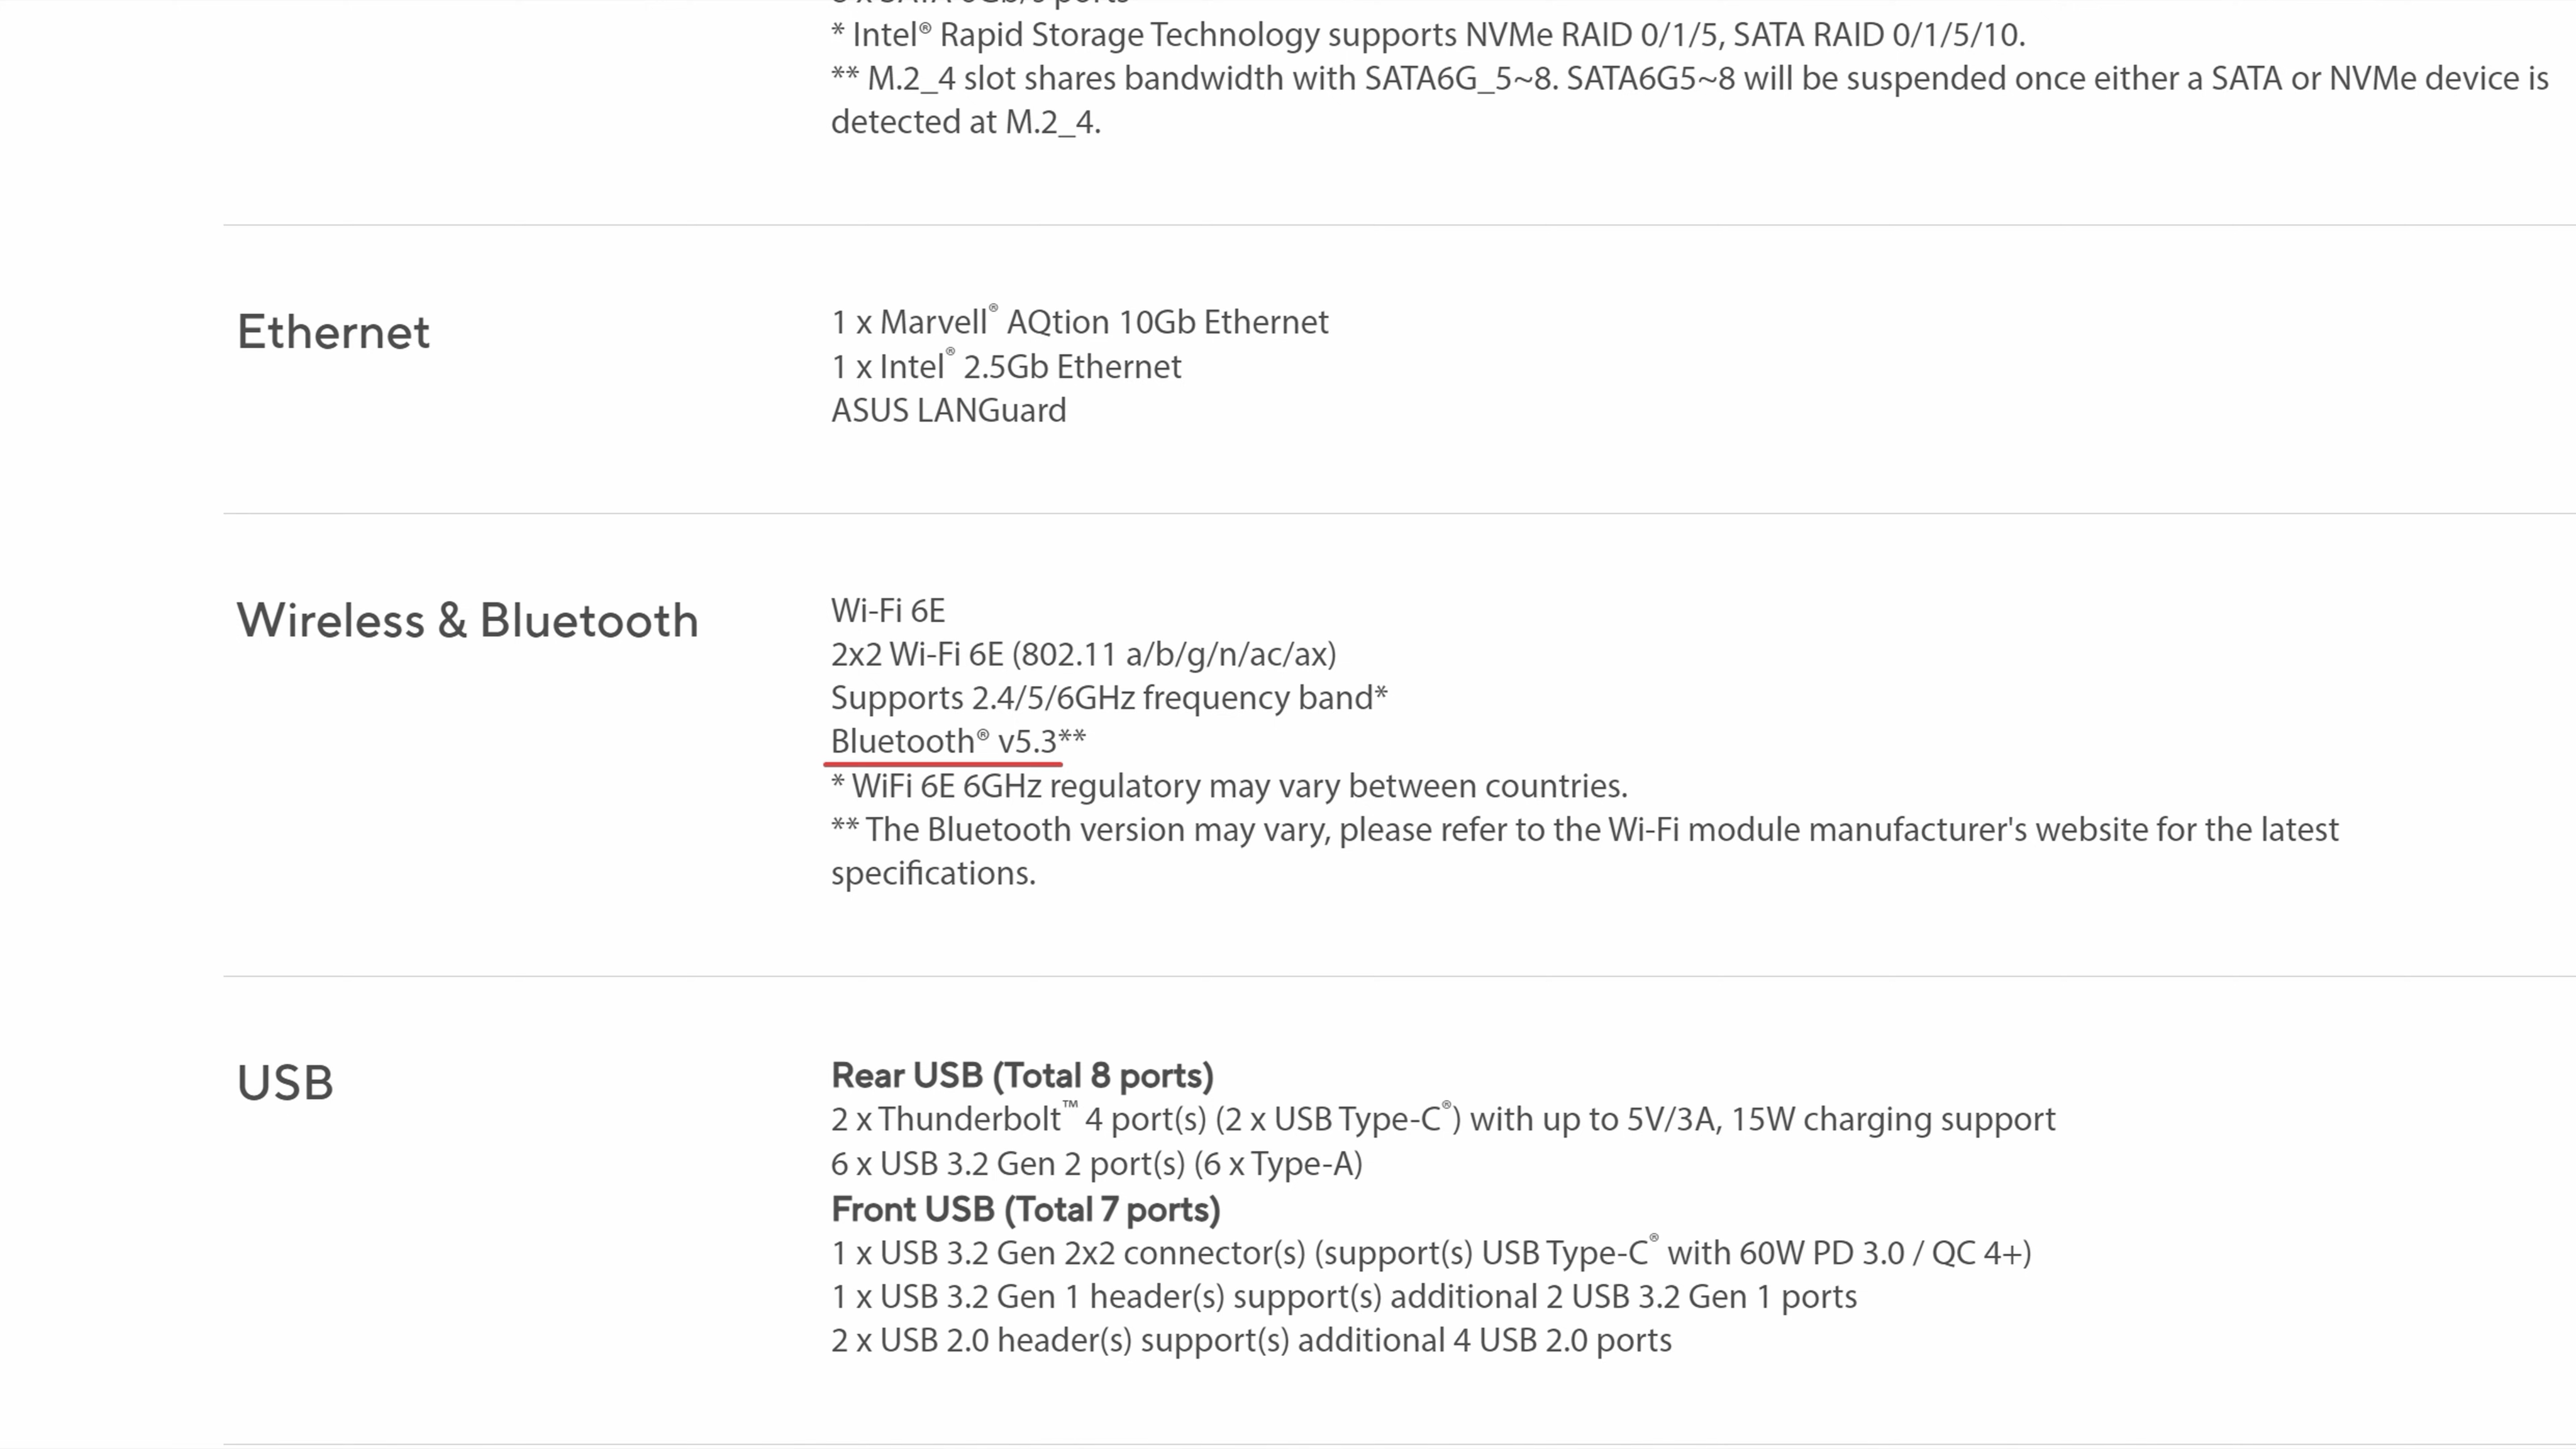 * Intel® Rapid Storage Technology supports NVMe RAID 0/1/5, SATA RAID 0/1/5/10.
** M.2_4 slot shares bandwidth with SATA6G_5~8. SATA6G5~8 will be suspended once either a SATA or NVMe device is
detected at M.2_4.
Ethernet
1 x Marvell® AQtion 10Gb Ethernet
1 x Intel® 2.5Gb Ethernet
ASUS LANGuard
Wireless & Bluetooth
Wi-Fi 6E
2x2 Wi-Fi 6E (802.11 a/b/g/n/ac/ax)
Supports 2.4/5/6GHz frequency band*
Bluetooth® v5.3**
* WiFi 6E 6GHz regulatory may vary between countries.
** The Bluetooth version may vary, please refer to the Wi-Fi module manufacturer's website for the latest
specifications.
USB
Rear USB (Total 8 ports)
2 x Thunderbolt™ 4 port(s) (2 x USB Type-C®) with up to 5V/3A, 15W charging support
6 x USB 3.2 Gen 2 port(s) (6 x Type-A)
Front USB (Total 7 ports)
1 x USB 3.2 Gen 2x2 connector(s) (support(s) USB Type-C® with 60W PD 3.0 / QC 4+)
1 x USB 3.2 Gen 1 header(s) support(s) additional 2 USB 3.2 Gen 1 ports
2 x USB 2.0 header(s) support(s) additional 4 USB 2.0 ports